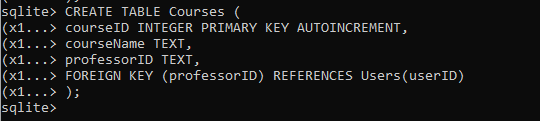 sqlite> CREATE TABLE Courses (
(x1...> courseID INTEGER PRIMARY KEY AUTOINCREMENT,
(x1...> courseName TEXT,
(x1...> professorID TEXT,
(x1...> FOREIGN KEY (professorID) REFERENCES Users(userID)
(x1...> );
sqlite>